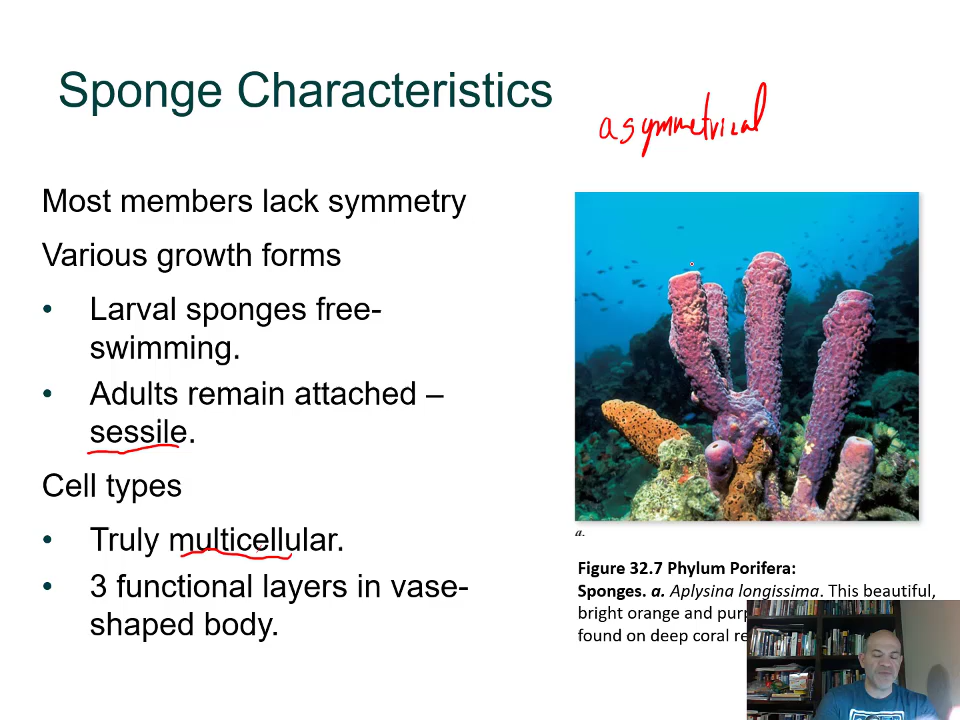 Sponge Characteristics
asymmetrical
Most members lack symmetry
Various growth forms
• Larval sponges free-
swimming.
• Adults remain attached –
sessile.
Cell types
• Truly multicellular.
• 3 functional layers in vase-
shaped body.
a.
Figure 32.7 Phylum Porifera:
Sponges. a. Aplysina longissima. This beautiful,
bright orange and
found on deep coral